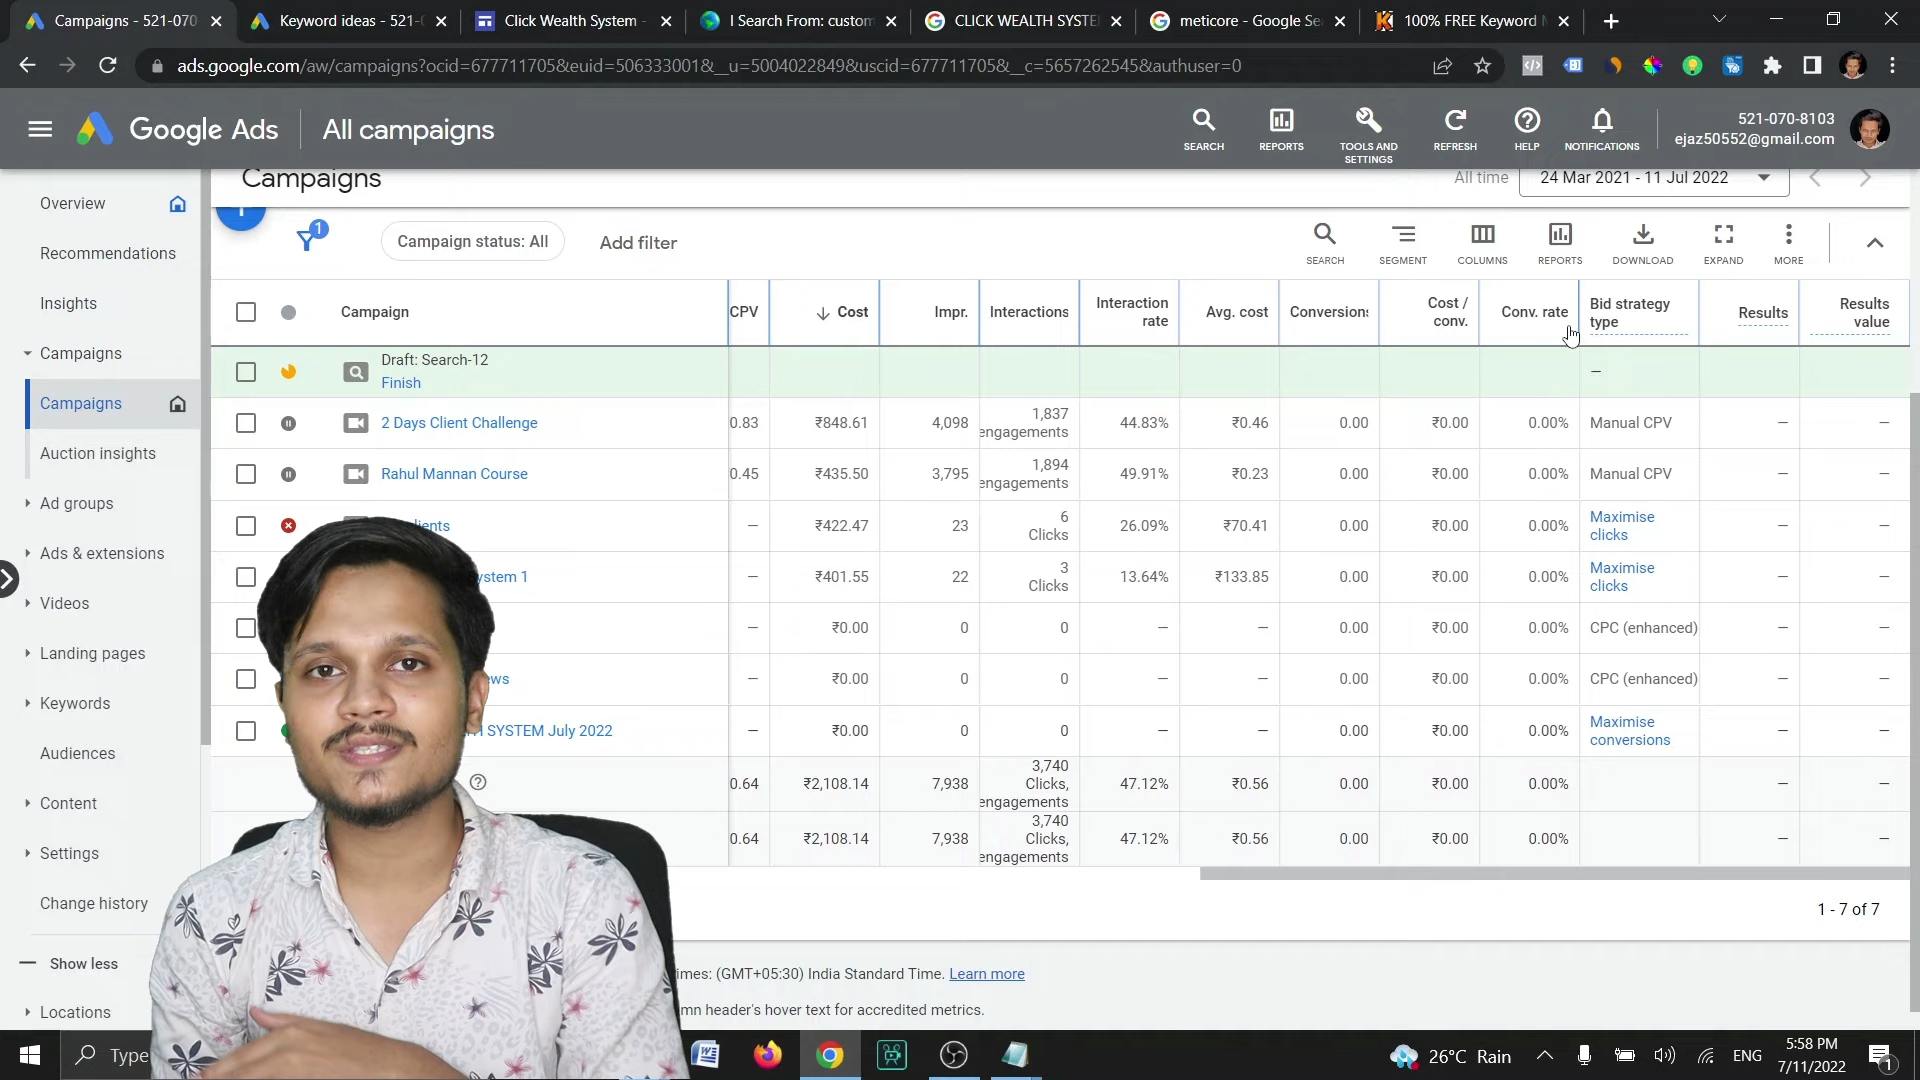 Campaigns - 521-070
Keyword ideas - 521-
Click Wealth System -
I Search From: custom
CLICK WEALTH SYSTE
meticore - Google Se
100% FREE Keyword
ads.google.com/aw/campaigns?ocid=677711705&euid=506333001&__u=5004022849&uscid=677711705&__c=5657262545&authuser=0
Google Ads
All campaigns
SEARCH
REPORTS
TOOLS AND
SETTINGS
REFRESH
HELP
NOTIFICATIONS
521-070-8103
ejaz50552@gmail.com
Overview
Recommendations
Insights
Campaigns
Campaigns
Auction insights
Ad groups
Ads & extensions
Videos
Landing pages
Keywords
Audiences
Content
Settings
Change history
Show less
Locations
Campaigns
All time
24 Mar 2021 - 11 Jul 2022
1
Campaign status: All
Add filter
SEARCH
SEGMENT
COLUMNS
REPORTS
DOWNLOAD
EXPAND
MORE
Campaign CPV Cost Impr. Interactions Interaction rate Avg. cost Conversions Cost / conv. Conv. rate Bid strategy type Results Results value
Draft: Search-12
Finish
—
2 Days Client Challenge 0.83 ₹848.61 4,098 1,837 engagements 44.83% ₹0.46 0.00 ₹0.00 0.00% Manual CPV — —
Rahul Mannan Course 0.45 ₹435.50 3,795 1,894 engagements 49.91% ₹0.23 0.00 ₹0.00 0.00% Manual CPV — —
ients — ₹422.47 23 6 Clicks 26.09% ₹70.41 0.00 ₹0.00 0.00% Maximise clicks — —
ystem 1 — ₹401.55 22 3 Clicks 13.64% ₹133.85 0.00 ₹0.00 0.00% Maximise clicks — —
— ₹0.00 0 0 — — 0.00 ₹0.00 0.00% CPC (enhanced) — —
ews — ₹0.00 0 0 — — 0.00 ₹0.00 0.00% CPC (enhanced) — —
SYSTEM July 2022 — ₹0.00 0 0 — — 0.00 ₹0.00 0.00% Maximise conversions — —
0.64 ₹2,108.14 7,938 3,740 Clicks, engagements 47.12% ₹0.56 0.00 ₹0.00 0.00% — —
0.64 ₹2,108.14 7,938 3,740 Clicks, engagements 47.12% ₹0.56 0.00 ₹0.00 0.00% — —
1 - 7 of 7
imes: (GMT+05:30) India Standard Time. Learn more
mn header's hover text for accredited metrics.
Type
26°C Rain
ENG
5:58 PM
7/11/2022
1